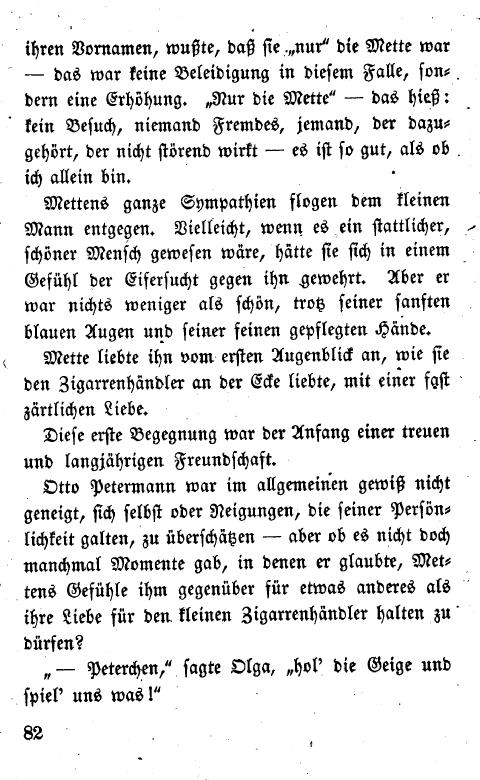 ihren Vornamen, wußte, daß sie „nur“ die Mette war
— das war keine Beleidigung in diesem Falle, son-
dern eine Erhöhung. „Nur die Mette“ — das hieß:
kein Besuch, niemand Fremdes, jemand, der dazu-
gehört, der nicht störend wirkt — es ist so gut, als ob
ich allein bin.
Mettens ganze Sympathien flogen dem kleinen
Mann entgegen. Vielleicht, wenn es ein stattlicher,
schöner Mensch gewesen wäre, hätte sie sich in einem
Gefühl der Eifersucht gegen ihn gewehrt. Aber er
war nichts weniger als schön, trotz seiner sanften
blauen Augen und seiner feinen gepflegten Hände.
Mette liebte ihn vom ersten Augenblick an, wie sie
den Zigarrenhändler an der Ecke liebte, mit einer fast
zärtlichen Liebe.
Diese erste Begegnung war der Anfang einer treuen
und langjährigen Freundschaft.
Otto Petermann war im allgemeinen gewiß nicht
geneigt, sich selbst oder Neigungen, die seiner Persön-
lichkeit galten, zu überschätzen — aber ob es nicht doch
manchmal Momente gab, in denen er glaubte, Met-
tens Gefühle ihm gegenüber für etwas anderes als
ihre Liebe für den kleinen Zigarrenhändler halten zu
dürfen?
„— Peterchen,“ sagte Olga, „hol’ die Geige und
spiel’ uns was!“
82